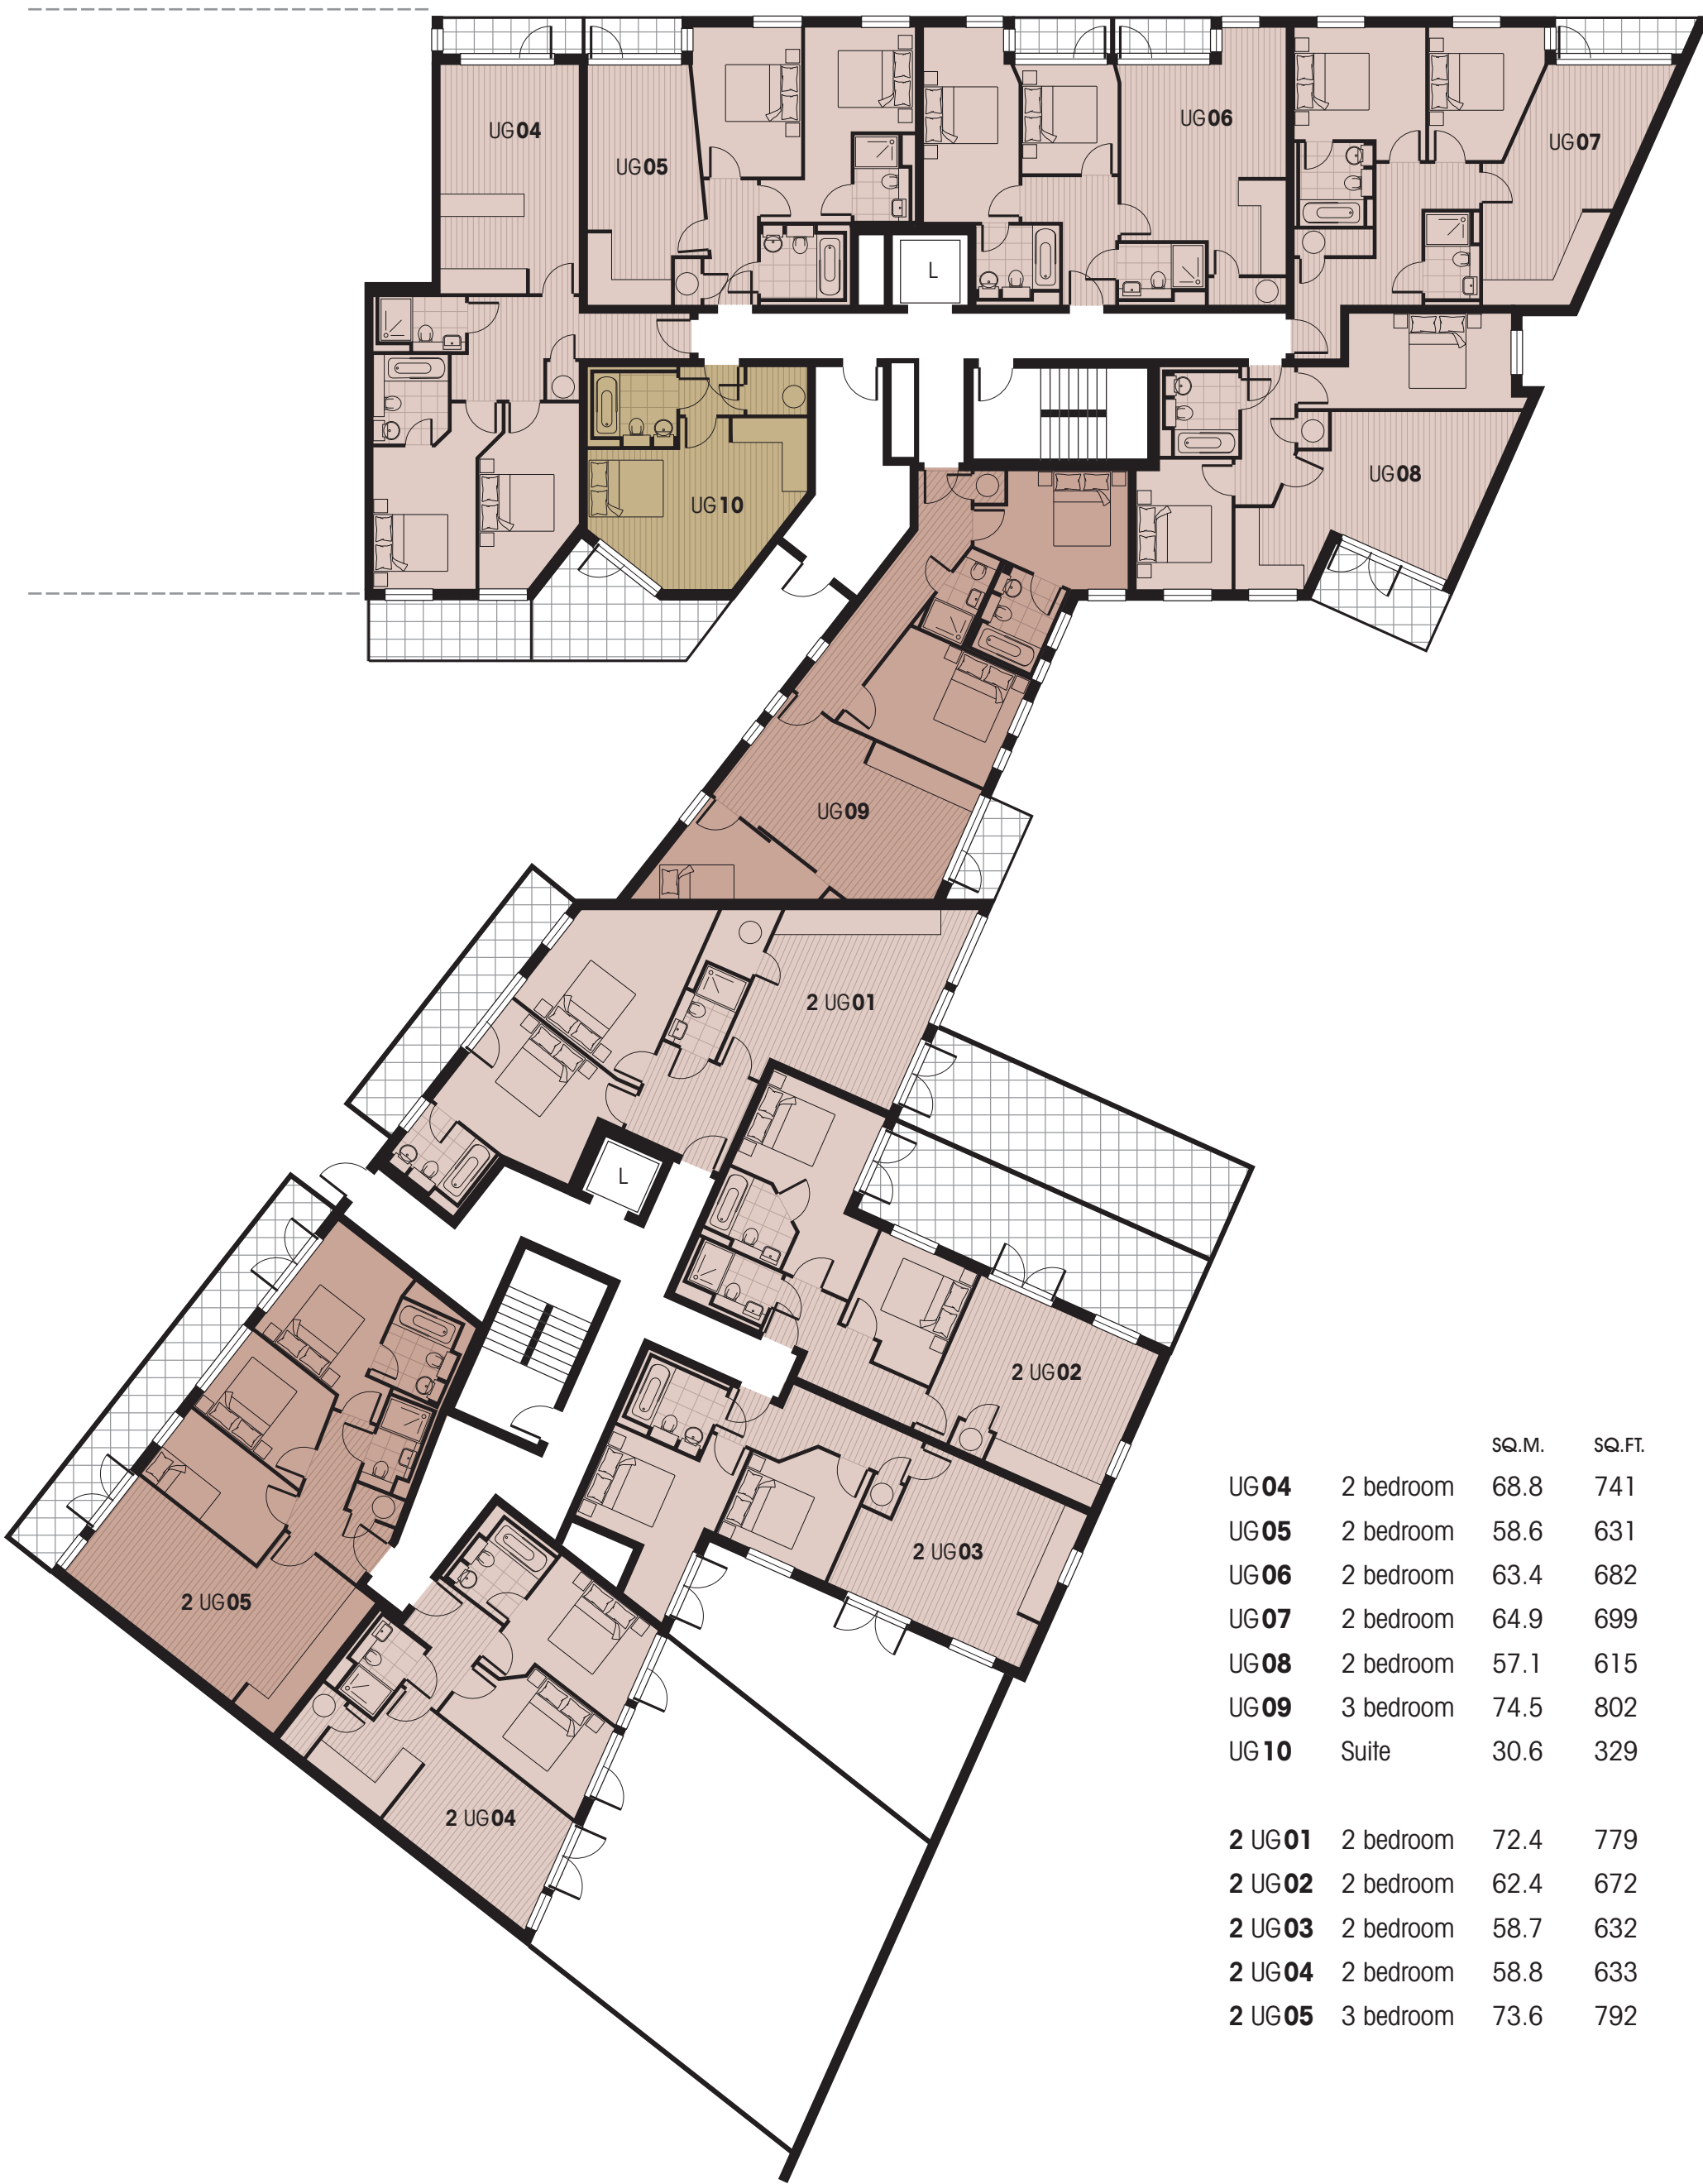 UG04
UG05
UG06
UG07
L
UG10
UG08
UG09
2 UG01
L
2 UG02
2 UG03
2 UG05
2 UG04
SQ.M. SQ.FT.
UG04 2 bedroom 68.8 741
UG05 2 bedroom 58.6 631
UG06 2 bedroom 63.4 682
UG07 2 bedroom 64.9 699
UG08 2 bedroom 57.1 615
UG09 3 bedroom 74.5 802
UG10 Suite 30.6 329
2 UG01 2 bedroom 72.4 779
2 UG02 2 bedroom 62.4 672
2 UG03 2 bedroom 58.7 632
2 UG04 2 bedroom 58.8 633
2 UG05 3 bedroom 73.6 792